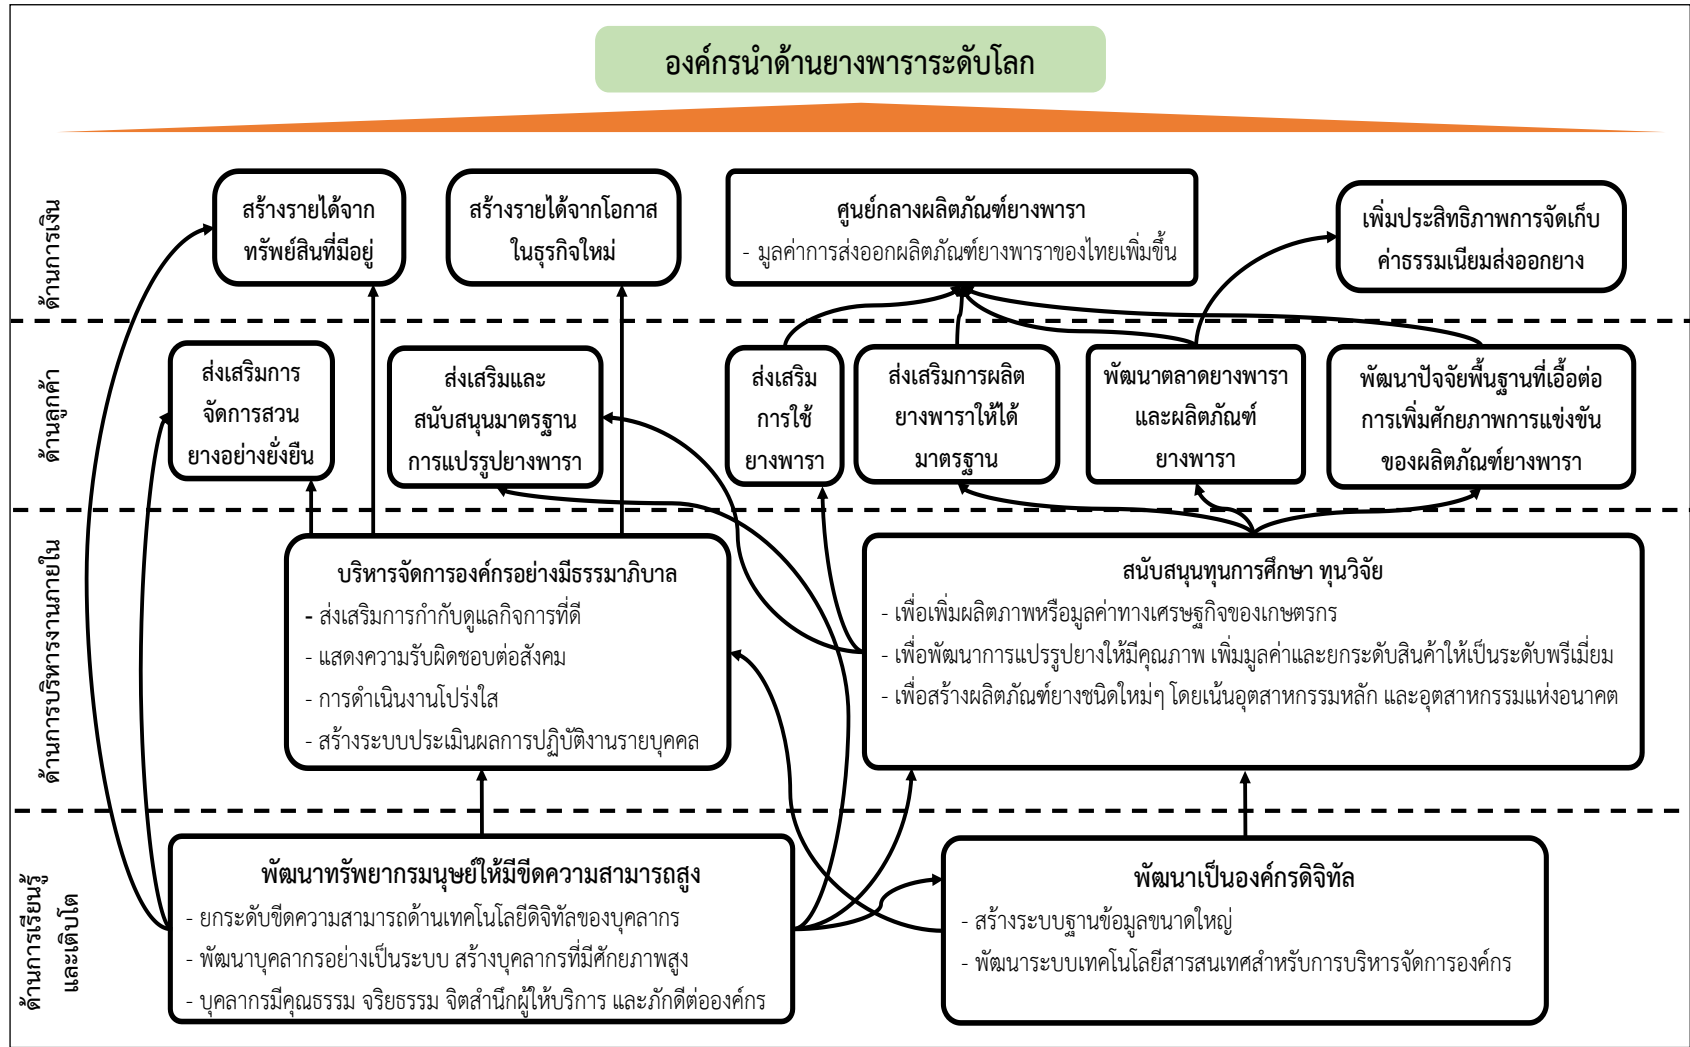 องค์กรนำด้านยางพาราระดับโลก
ด้านการเงิน
สร้างรายได้จาก
ทรัพย์สินที่มีอยู่
สร้างรายได้จากโอกาส
ในธุรกิจใหม่
ศูนย์กลางผลิตภัณฑ์ยางพารา
- มูลค่าการส่งออกผลิตภัณฑ์ยางพาราของไทยเพิ่มขึ้น
เพิ่มประสิทธิภาพการจัดเก็บ
ค่าธรรมเนียมส่งออกยาง
ด้านลูกค้า
ส่งเสริมการ
จัดการสวน
ยางอย่างยั่งยืน
ส่งเสริมและ
สนับสนุนมาตรฐาน
การแปรรูปยางพารา
ส่งเสริม
การใช้
ยางพารา
ส่งเสริมการผลิต
ยางพาราให้ได้
มาตรฐาน
พัฒนาตลาดยางพารา
และผลิตภัณฑ์
ยางพารา
พัฒนาปัจจัยพื้นฐานที่เอื้อต่อ
การเพิ่มศักยภาพการแข่งขัน
ของผลิตภัณฑ์ยางพารา
ด้านการบริหารงานภายใน
บริหารจัดการองค์กรอย่างมีธรรมาภิบาล
- ส่งเสริมการกำกับดูแลกิจการที่ดี
- แสดงความรับผิดชอบต่อสังคม
- การดำเนินงานโปร่งใส
- สร้างระบบประเมินผลการปฏิบัติงานรายบุคคล
สนับสนุนทุนการศึกษา ทุนวิจัย
- เพื่อเพิ่มผลิตภาพหรือมูลค่าทางเศรษฐกิจของเกษตรกร
- เพื่อพัฒนาการแปรรูปยางให้มีคุณภาพ เพิ่มมูลค่าและยกระดับสินค้าให้เป็นระดับพรีเมี่ยม
- เพื่อสร้างผลิตภัณฑ์ยางชนิดใหม่ๆ โดยเน้นอุตสาหกรรมหลัก และอุตสาหกรรมแห่งอนาคต
ด้านการเรียนรู้
และเติบโต
พัฒนาทรัพยากรมนุษย์ให้มีขีดความสามารถสูง
- ยกระดับขีดความสามารถด้านเทคโนโลยีดิจิทัลของบุคลากร
- พัฒนาบุคลากรอย่างเป็นระบบ สร้างบุคลากรที่มีศักยภาพสูง
- บุคลากรมีคุณธรรม จริยธรรม จิตสำนึกผู้ให้บริการ และภักดีต่อองค์กร
พัฒนาเป็นองค์กรดิจิทัล
- สร้างระบบฐานข้อมูลขนาดใหญ่
- พัฒนาระบบเทคโนโลยีสารสนเทศสำหรับการบริหารจัดการองค์กร